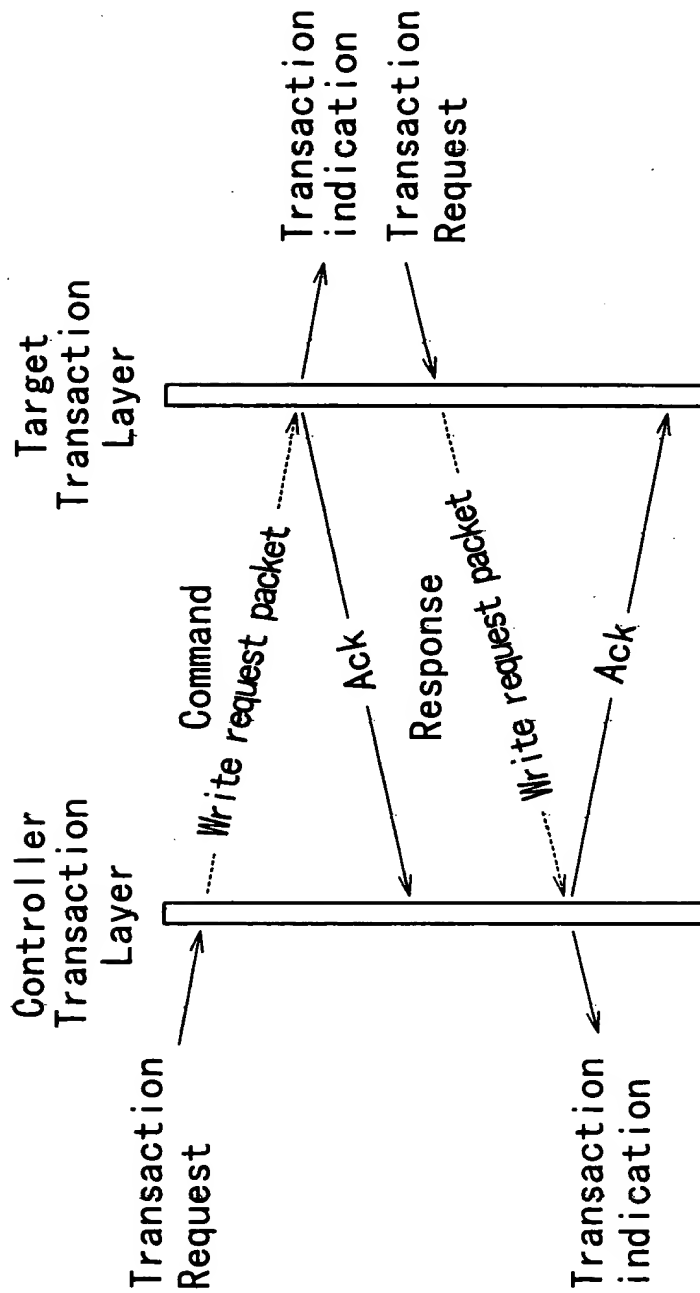 Controller
Transaction
Layer
Target
Transaction
Layer
Transaction
Request
Command
Write request packet
Transaction
indication
Ack
Transaction
Request
Response
Write request packet
Transaction
indication
Ack